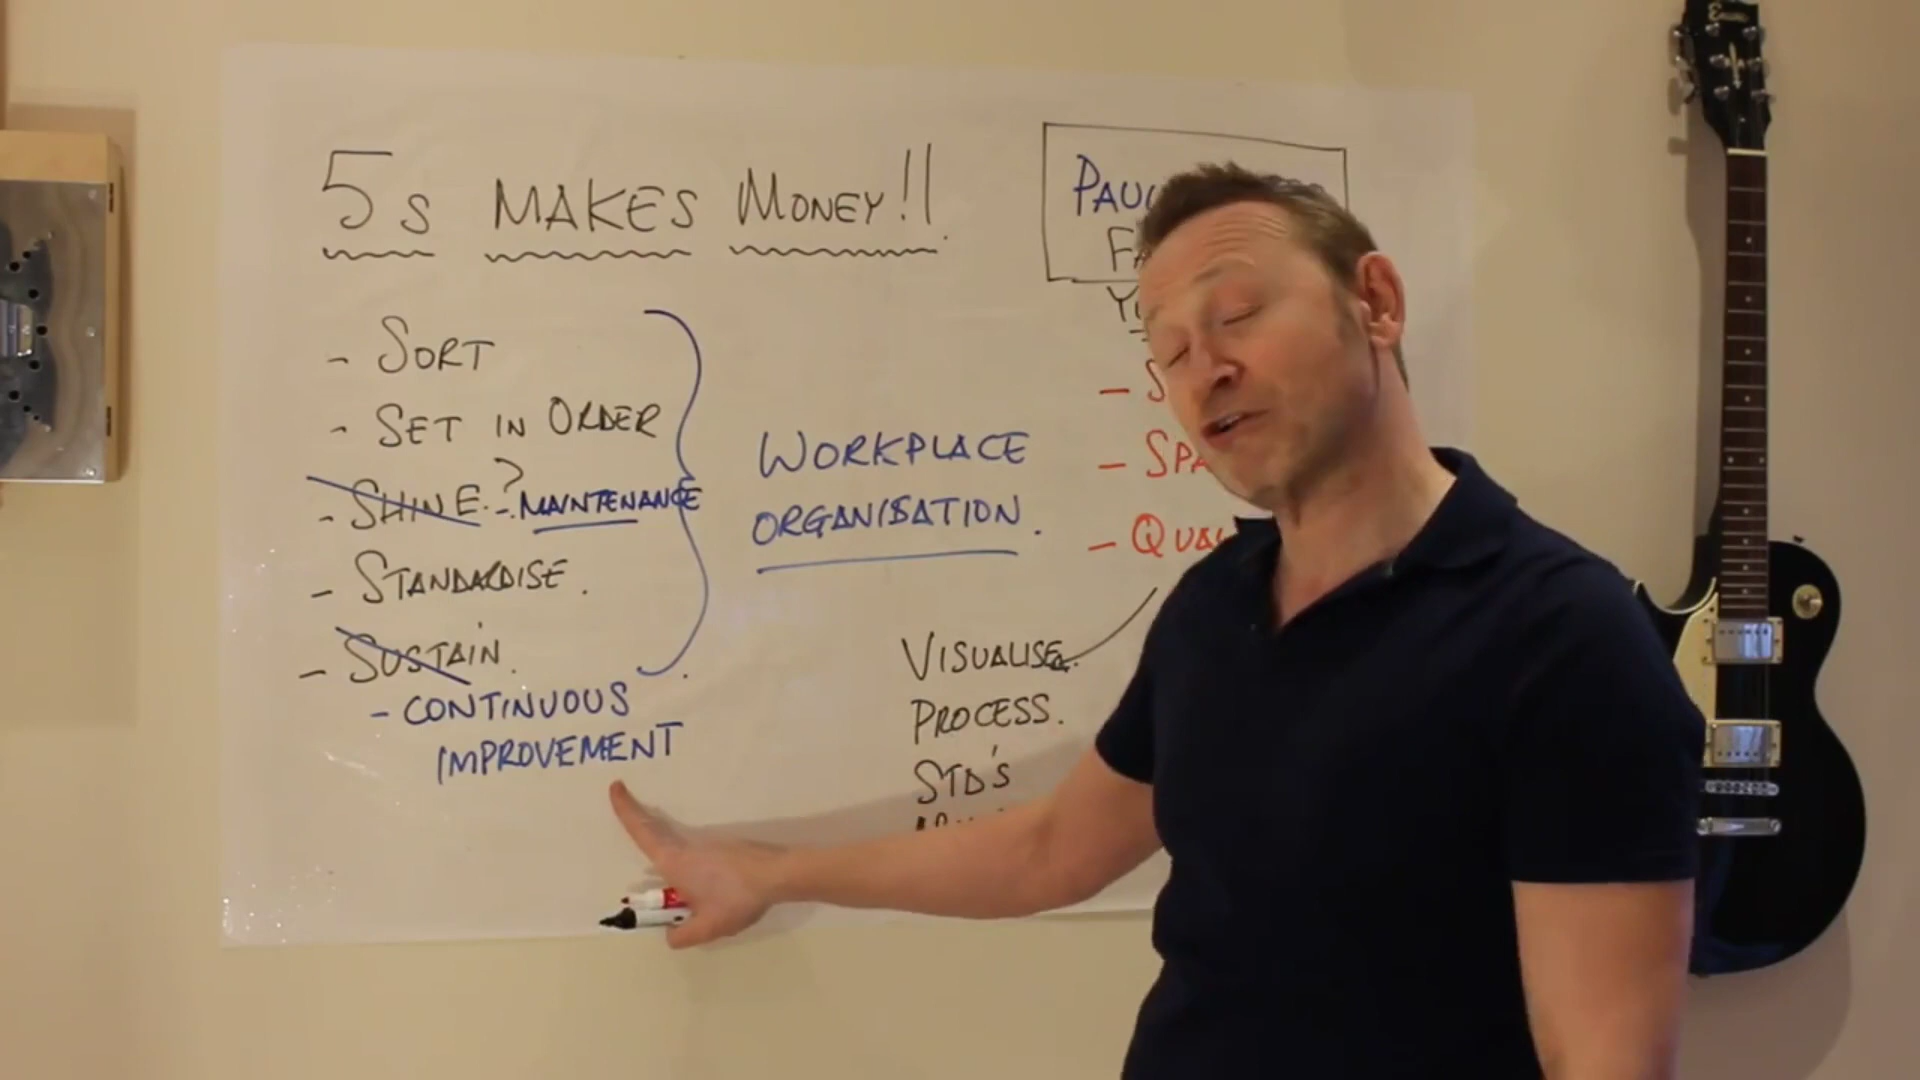 5s MAKES MONEY!!
- SORT
- SET IN ORDER
- SHINE. ? - MAINTENANCE
- STANDARDISE.
- SUSTAIN.
- CONTINUOUS
IMPROVEMENT
WORKPLACE
ORGANISATION.
VISUALISE.
PROCESS.
STD'S